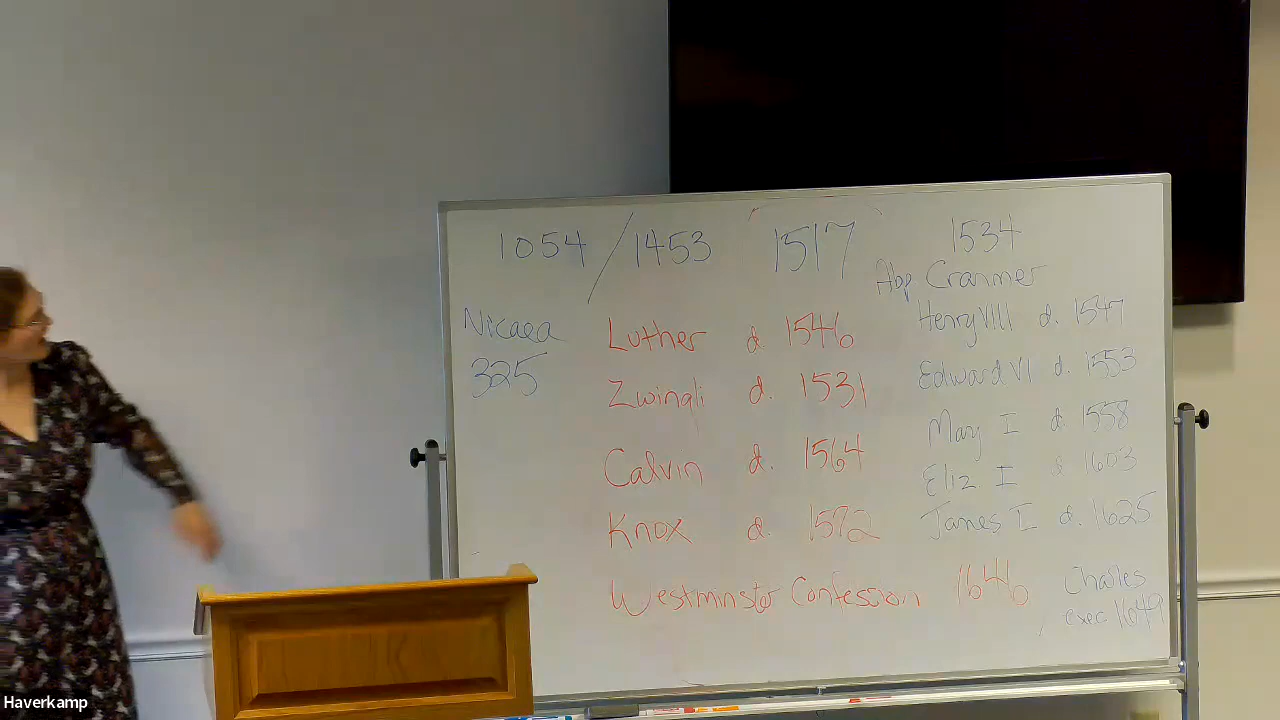 1054 / 1453 1517 1534
Abp Cranmer
Nicaea
325
Luther d. 1546
Zwingli d. 1531
Calvin d. 1564
Knox d. 1572
Westminster Confession 1646
Henry VIII d. 1547
Edward VI d. 1553
Mary I d. 1558
Eliz I d 1603
James I d. 1625
Charles
exec 1649
Haverkamp